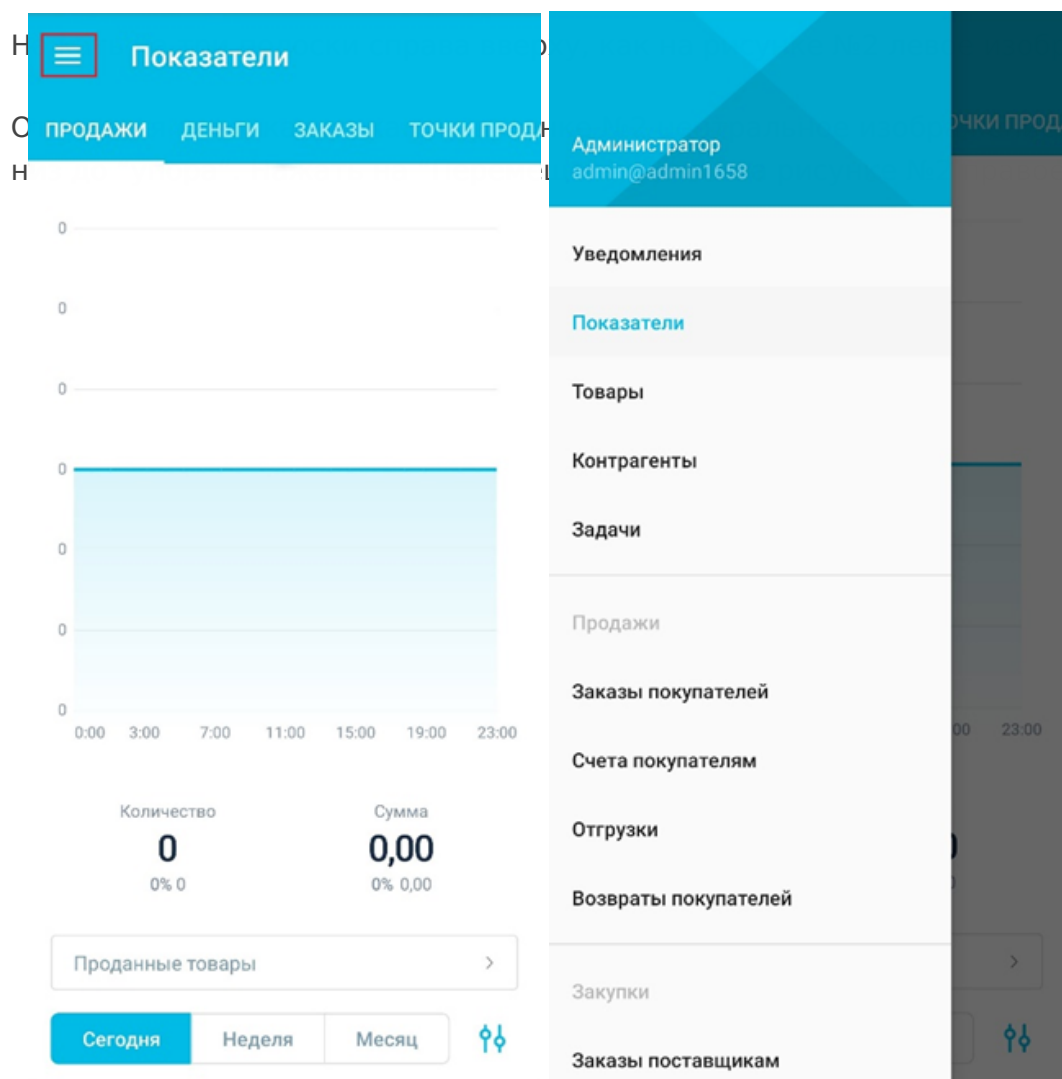 Показатели
ПРОДАЖИ ДЕНЬГИ ЗАКАЗЫ ТОЧКИ
0
0
0
0
0
0
0
0:00 3:00 7:00 11:00 15:00 19:00 23:00
Количество Сумма
0 0,00
0% 0 0% 0,00
Проданные товары
Сегодня Неделя Месяц
Администратор
admin@admin1658
Уведомления
Показатели
Товары
Контрагенты
Задачи
Продажи
Заказы покупателей
Счета покупателям
Отгрузки
Возвраты покупателей
Закупки
Заказы поставщикам
23:00